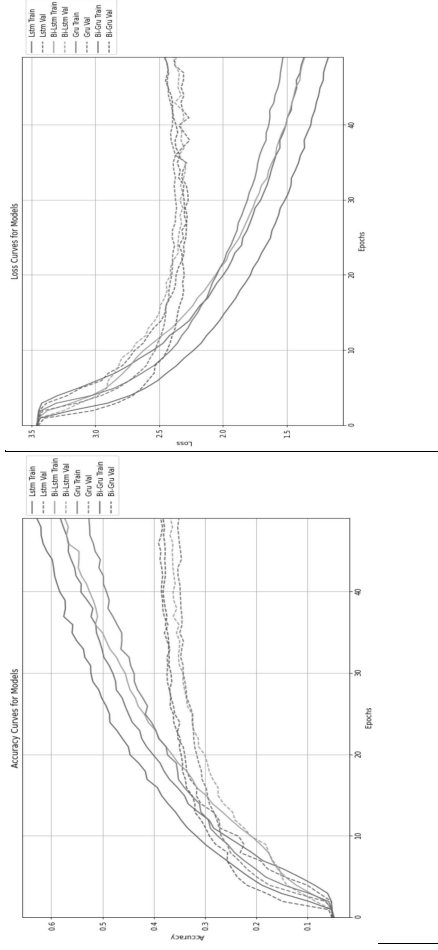 Loss Curves for Models
Lstm Train
Lstm Val
Bi-Lstm Train
Bi-Lstm Val
Gru Train
Gru Val
Bi-Gru Train
Bi-Gru Val
3.5
3.0
2.5
2.0
1.5
Loss
0
10
20
30
40
Epochs
Accuracy Curves for Models
Lstm Train
Lstm Val
Bi-Lstm Train
Bi-Lstm Val
Gru Train
Gru Val
Bi-Gru Train
Bi-Gru Val
0.6
0.5
0.4
0.3
0.2
0.1
Accuracy
0
10
20
30
40
Epochs